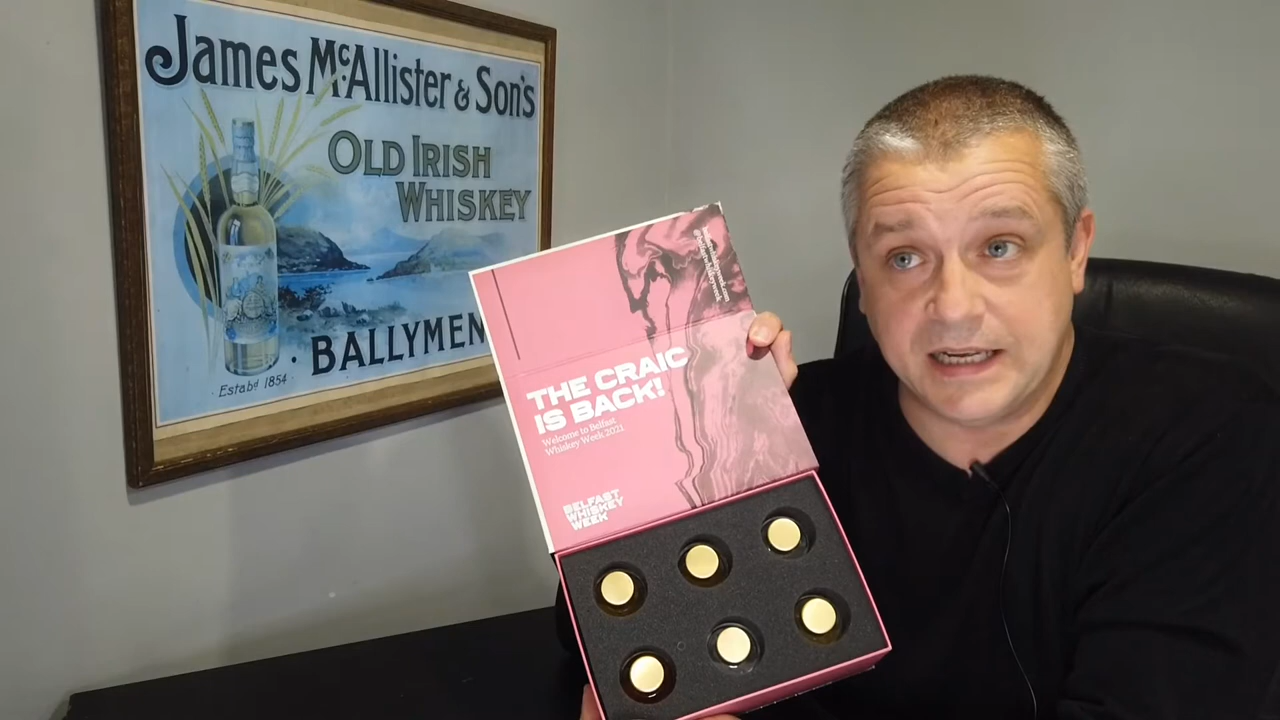 James McAllister & Son's
OLD IRISH
WHISKEY
· BALLYMEN
· Estabd 1854 ·
THE CRAIC
IS BACK!
Welcome to Belfast
Whiskey Week 2021
BELFAST
WHISKEY
WEEK